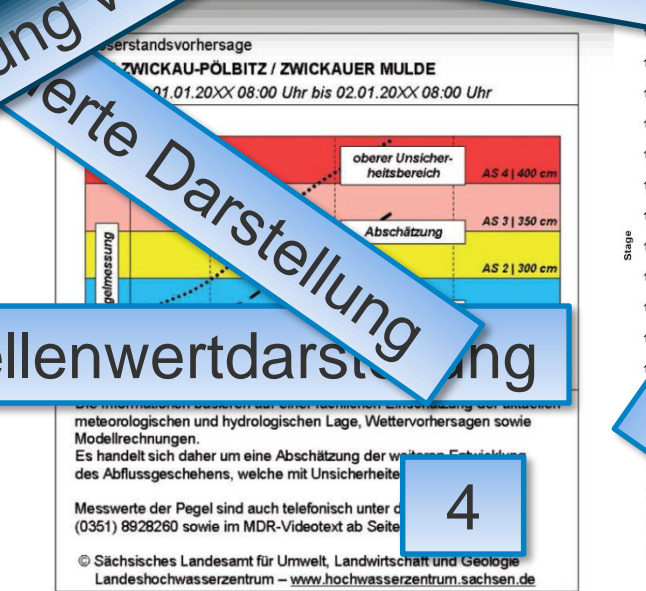 ung
erte Darstellung
ellenwertdarst ng
4
serstandsvorhersage
ZWICKAU-PÖLBITZ / ZWICKAUER MULDE
01.01.20XX 08:00 Uhr bis 02.01.20XX 08:00 Uhr
oberer Unsicher-
heitsbereich
AS 4 | 400 cm
AS 3 | 350 cm
Abschätzung
AS 2 | 300 cm
gelmessung
Stage
meteorologischen und hydrologischen Lage, Wettervorhersagen sowie
Modellrechnungen.
Es handelt sich daher um eine Abschätzung der weiteren Entwicklung
des Abflussgeschehens, welche mit Unsicherheite
Messwerte der Pegel sind auch telefonisch unter d
(0351) 8928260 sowie im MDR-Videotext ab Seite
© Sächsisches Landesamt für Umwelt, Landwirtschaft und Geologie
Landeshochwasserzentrum – www.hochwasserzentrum.sachsen.de